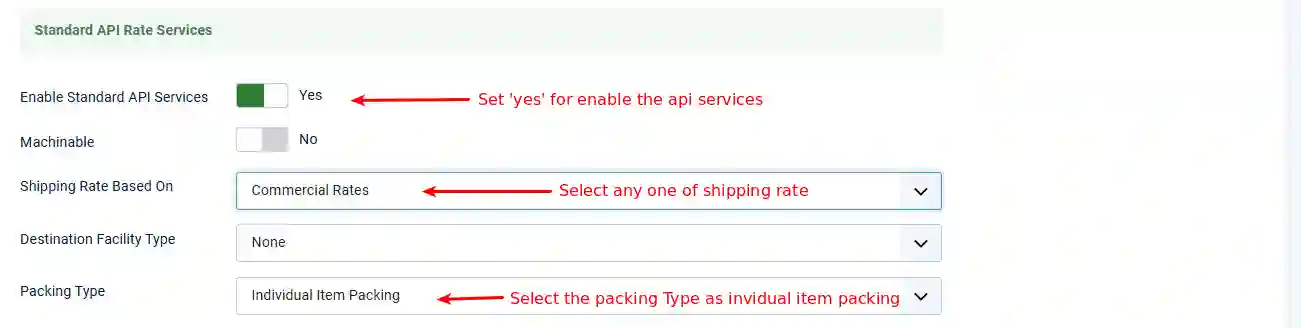 Standard API Rate Services
Enable Standard API Services Yes Set 'yes' for enable the api services
Machinable No
Shipping Rate Based On Commercial Rates Select any one of shipping rate
Destination Facility Type None
Packing Type Individual Item Packing Select the packing Type as invidual item packing